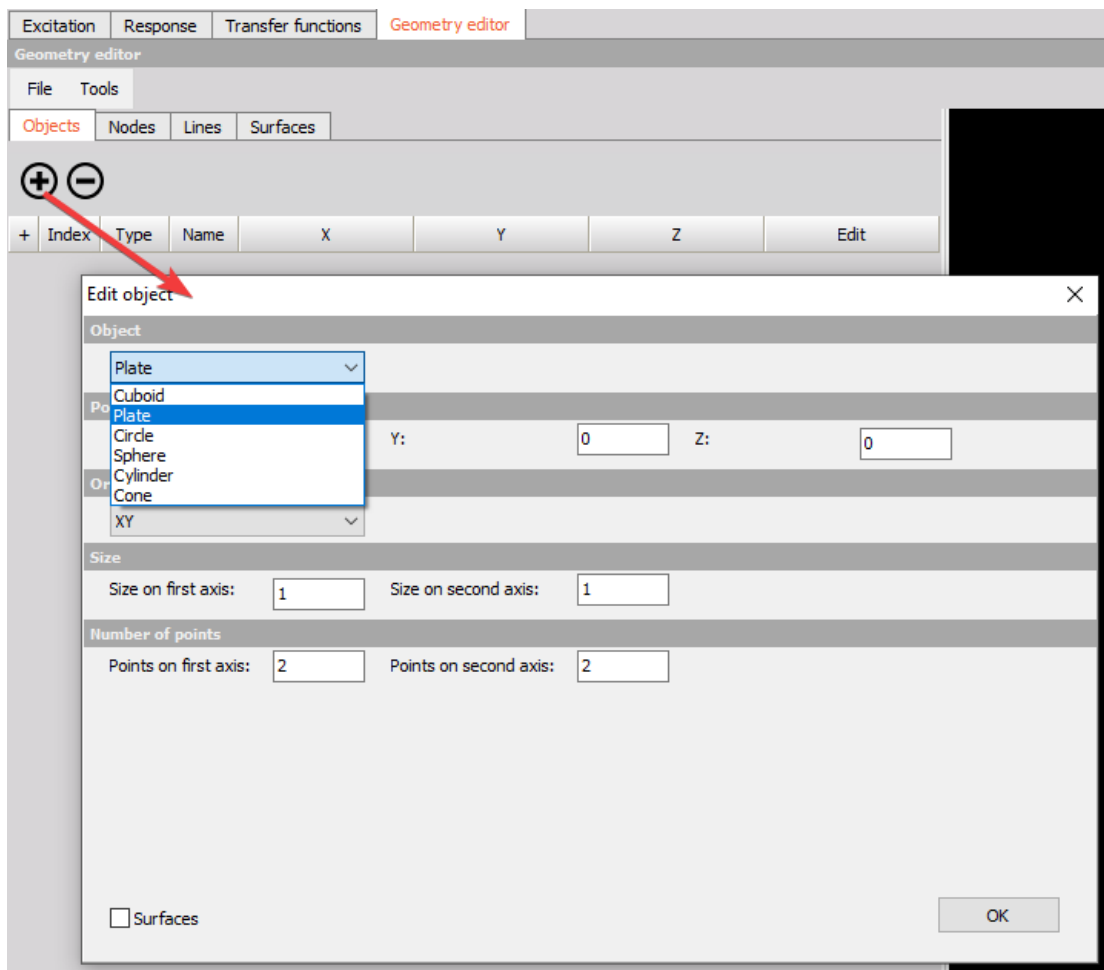 Excitation Response Transfer functions Geometry editor
Geometry editor
File Tools
Objects Nodes Lines Surfaces
+ Index Type Name X Y Z Edit
Edit object
Object
Plate
Cuboid
Plate
Circle
Sphere
Cylinder
Cone
Y: 0 Z: 0
XY
Size
Size on first axis: 1 Size on second axis: 1
Number of points
Points on first axis: 2 Points on second axis: 2
Surfaces OK